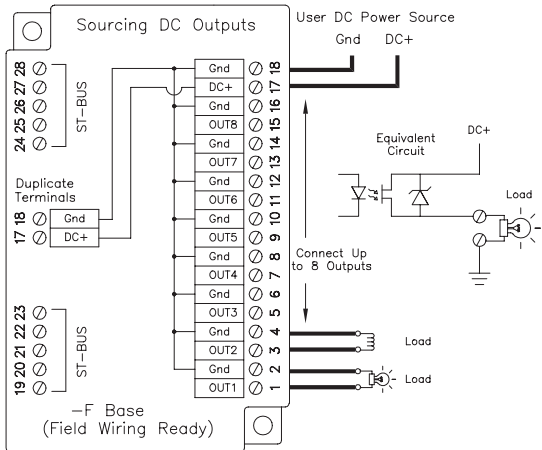 Sourcing DC Outputs
User DC Power Source
Gnd DC+
28
27
26
25
24
ST-BUS
Gnd 18
DC+ 17
Gnd 16
OUT8 15
Gnd 14
OUT7 13
Gnd 12
OUT6 11
Gnd 10
OUT5 9
Gnd 8
OUT4 7
Gnd 6
OUT3 5
Gnd 4
OUT2 3
Gnd 2
OUT1 1
Duplicate
Terminals
18 Gnd
17 DC+
23
22
21
20
19
ST-BUS
Equivalent
Circuit
DC+
Load
Connect Up
to 8 Outputs
Load
Load
-F Base
(Field Wiring Ready)